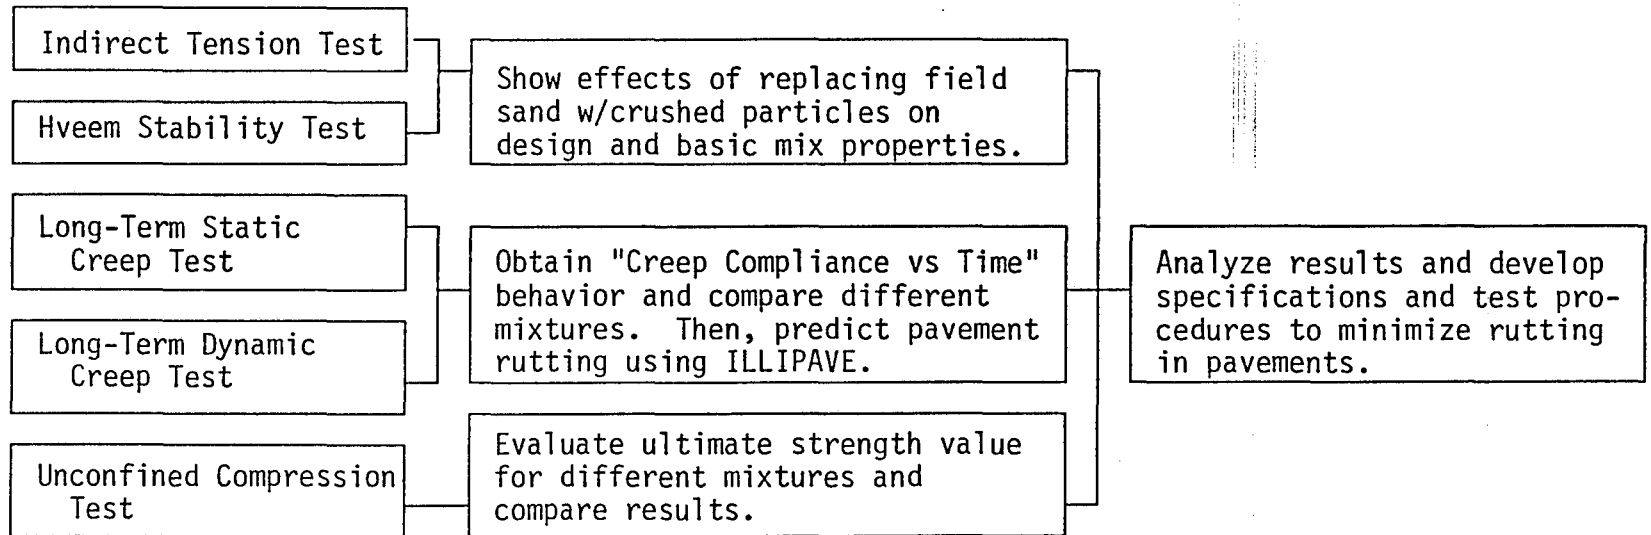 Indirect Tension Test
Hveem Stability Test
Long-Term Static
Creep Test
Long-Term Dynamic
Creep Test
Unconfined Compression
Test
Show effects of replacing field
sand w/crushed particles on
design and basic mix properties.
Obtain "Creep Compliance vs Time"
behavior and compare different
mixtures. Then, predict pavement
rutting using ILLIPAVE.
Evaluate ultimate strength value
for different mixtures and
compare results.
Analyze results and develop
specifications and test pro-
cedures to minimize rutting
in pavements.